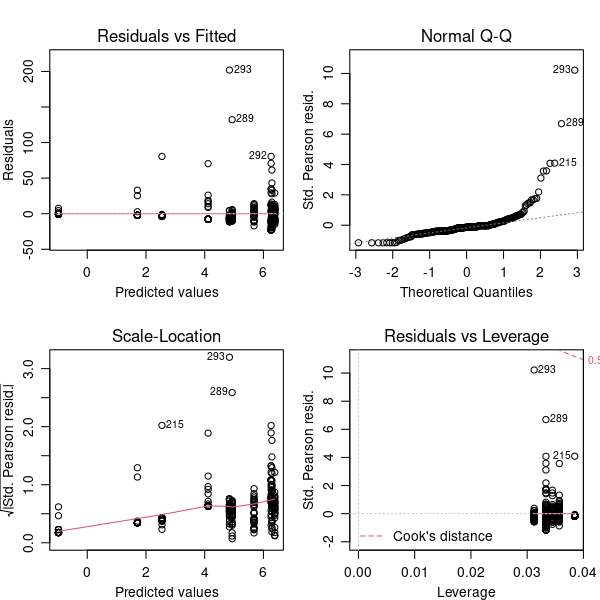 Residuals vs Fitted
Residuals
-50 0 50 100 200
293
289
292
0 2 4 6
Predicted values
Normal Q-Q
Std. Pearson resid.
0 2 4 6 8 10
293
289
215
-3 -2 -1 0 1 2 3
Theoretical Quantiles
Scale-Location
√|Std. Pearson resid.|
0.0 1.0 2.0 3.0
293
289
215
0 2 4 6
Predicted values
Residuals vs Leverage
Std. Pearson resid.
-2 0 2 4 6 8 10
0.5
293
289
215
Cook's distance
0.00 0.01 0.02 0.03 0.04
Leverage